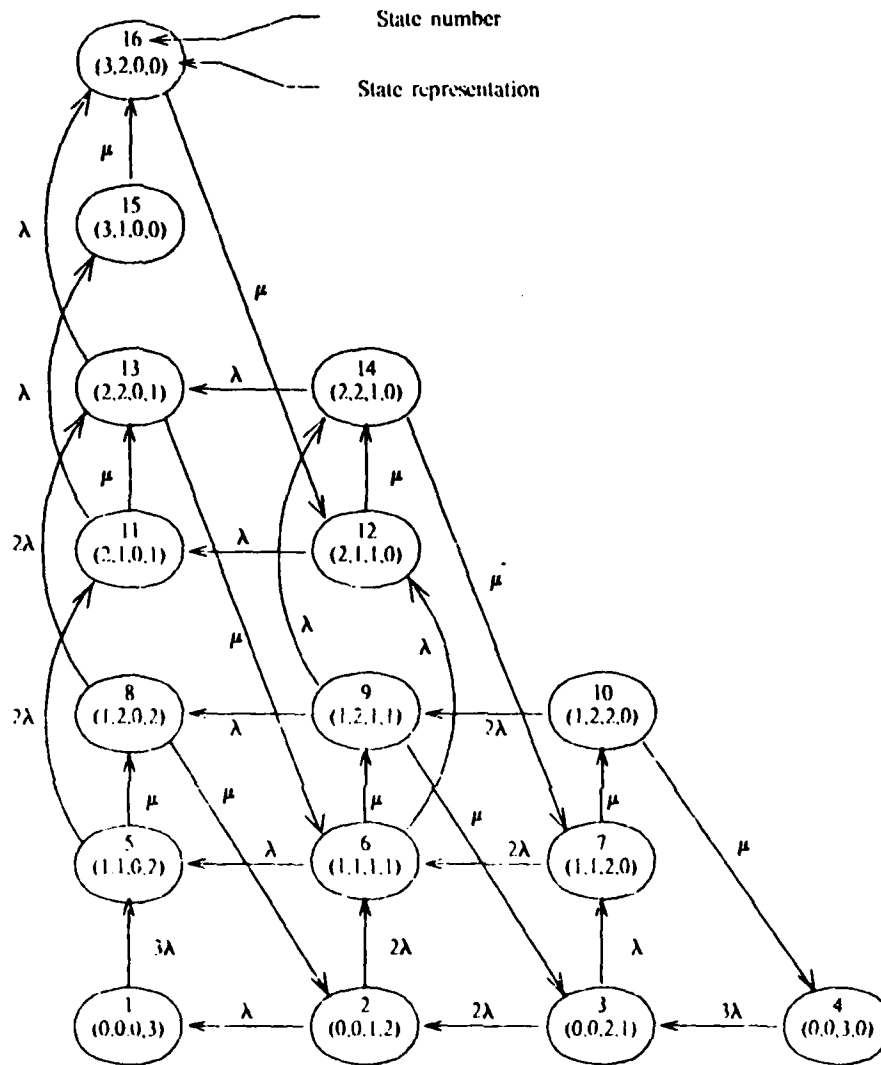 State number
16
(3,2,0,0)
State representation
μ
15
(3,1,0,0)
λ
μ
13
(2,2,0,1)
λ
14
(2,2,1,0)
λ
μ
μ
11
(2,1,0,1)
λ
12
(2,1,1,0)
2λ
μ
μ
λ
λ
8
(1,2,0,2)
9
(1,2,1,1)
10
(1,2,2,0)
2λ
λ
2λ
μ
μ
μ
μ
μ
μ
5
(1,1,0,2)
λ
6
(1,1,1,1)
2λ
7
(1,1,2,0)
3λ
2λ
λ
1
(0,0,0,3)
λ
2
(0,0,1,2)
2λ
3
(0,0,2,1)
3λ
4
(0,0,3,0)